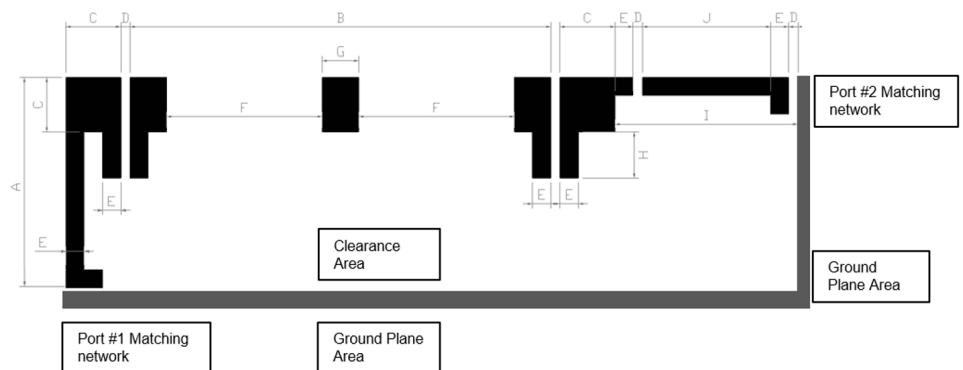 C D B C E D J E D
G
C
F F
I
A
H
E E E
E
Port #2 Matching
network
Clearance
Area
Ground
Plane Area
Port #1 Matching
network
Ground Plane
Area